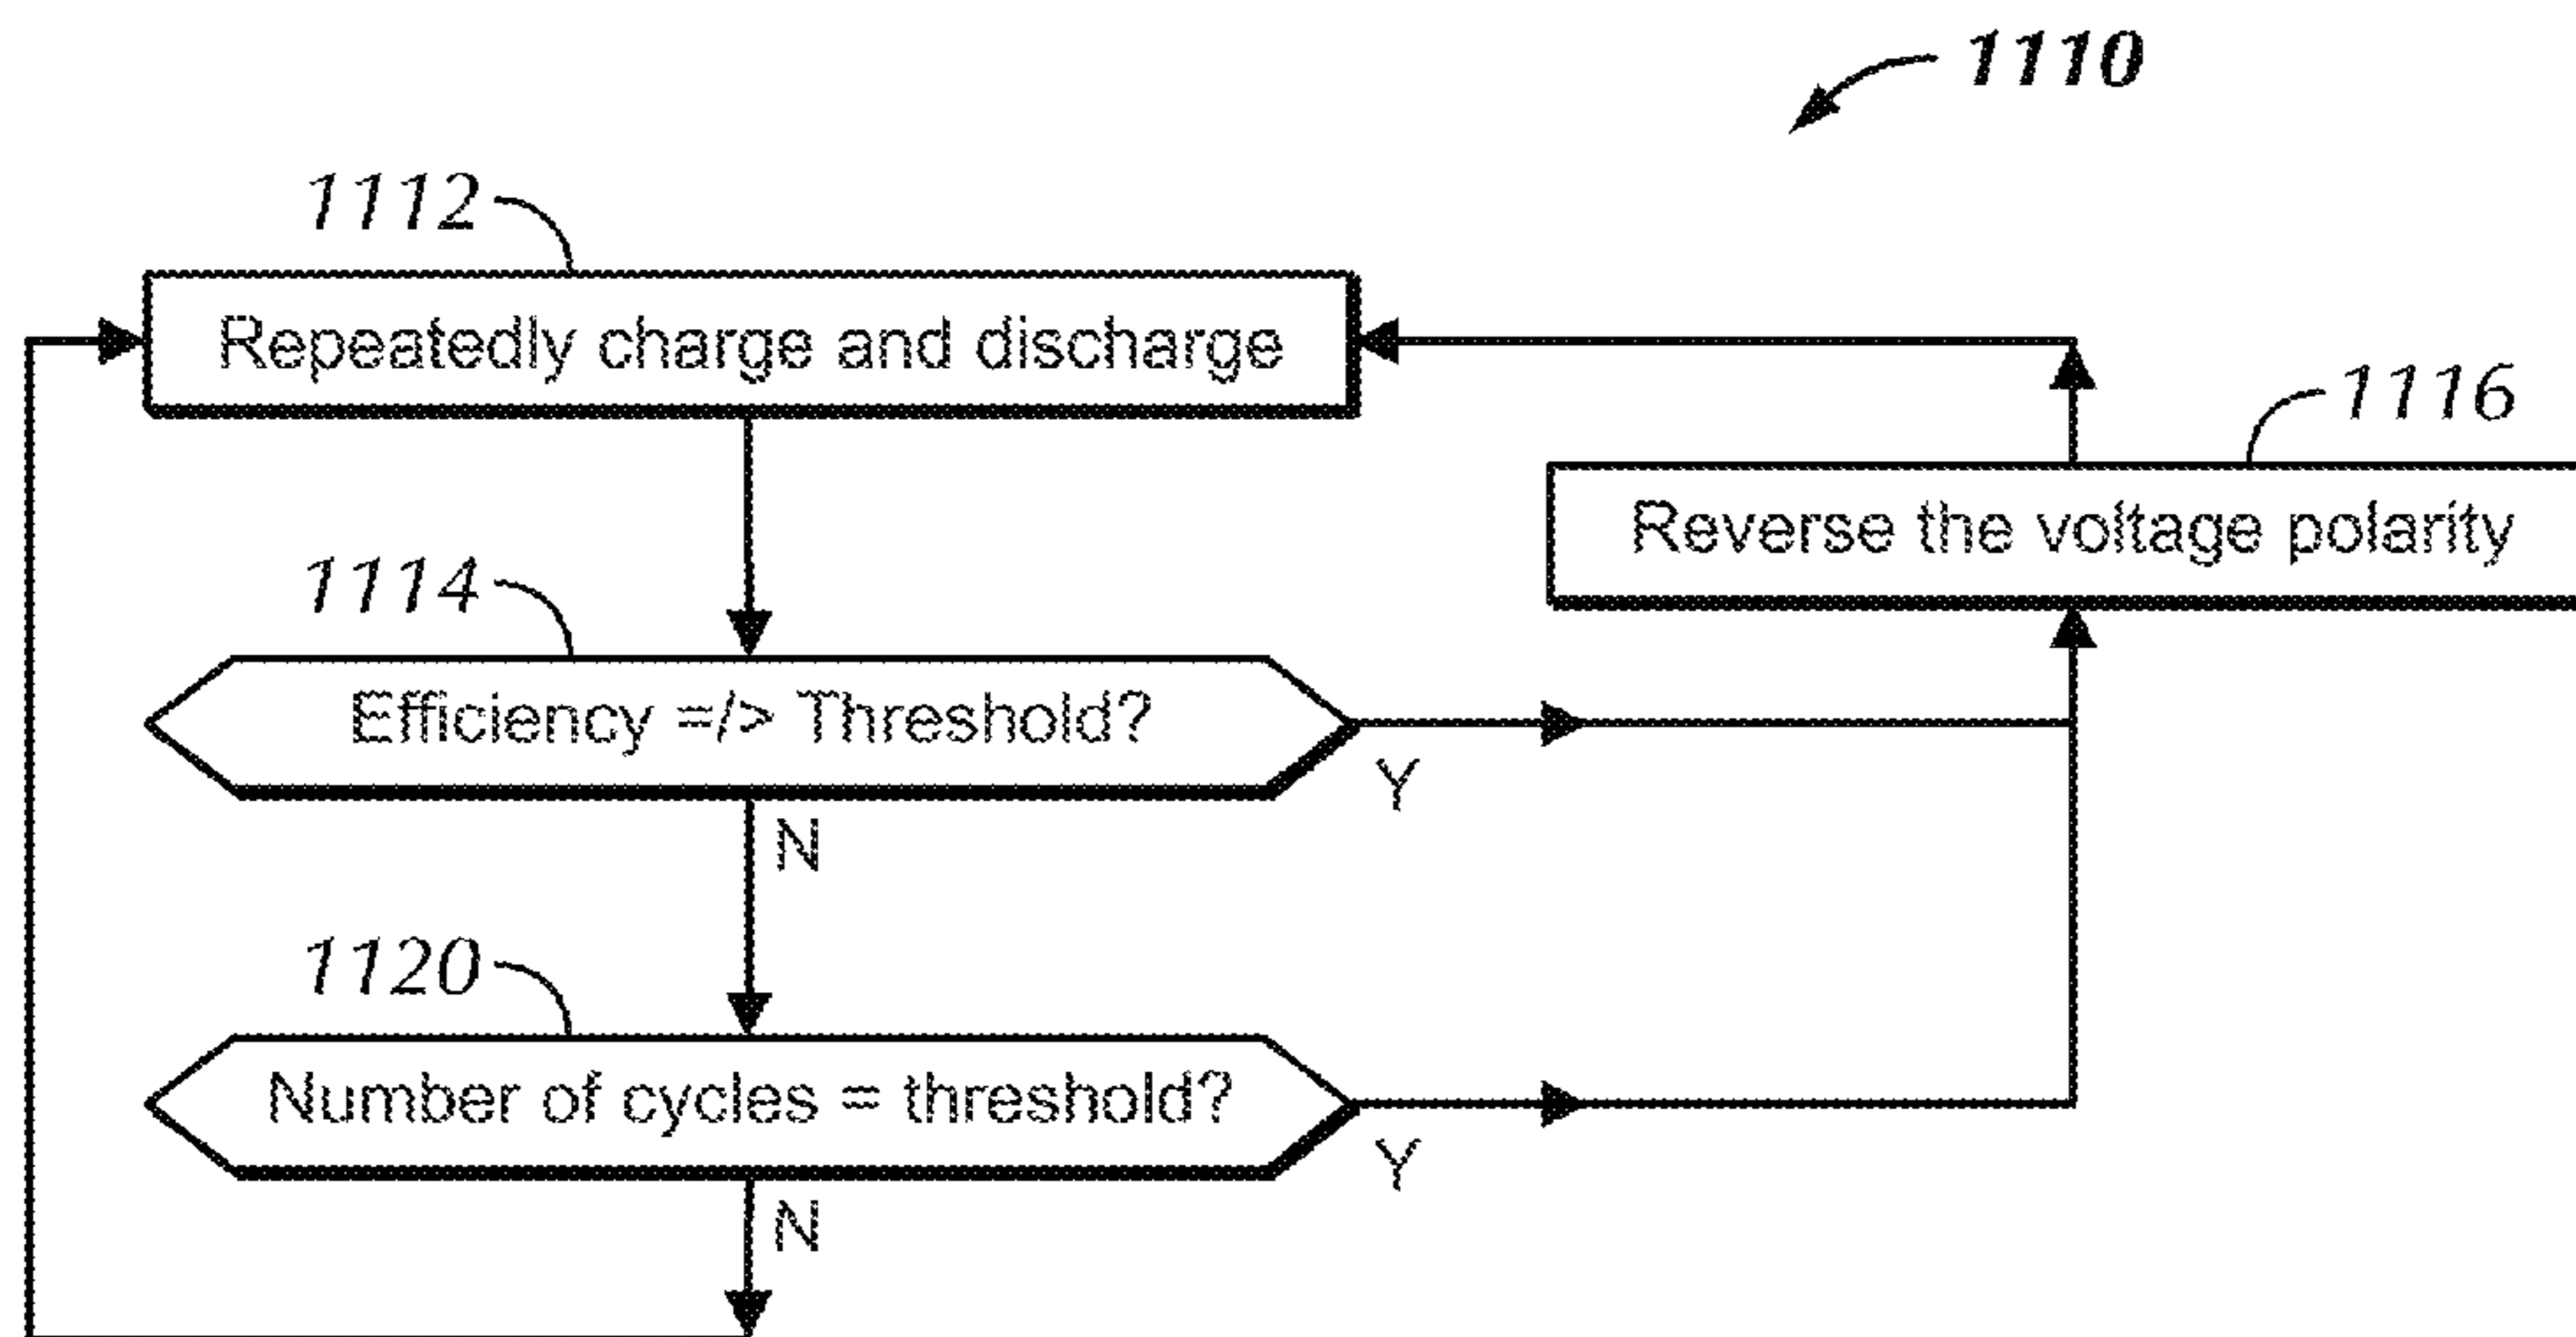 1110
1112
Repeatedly charge and discharge
1116
Reverse the voltage polarity
1114
Efficiency =/> Threshold?
Y
N
1120
Number of cycles = threshold?
Y
N